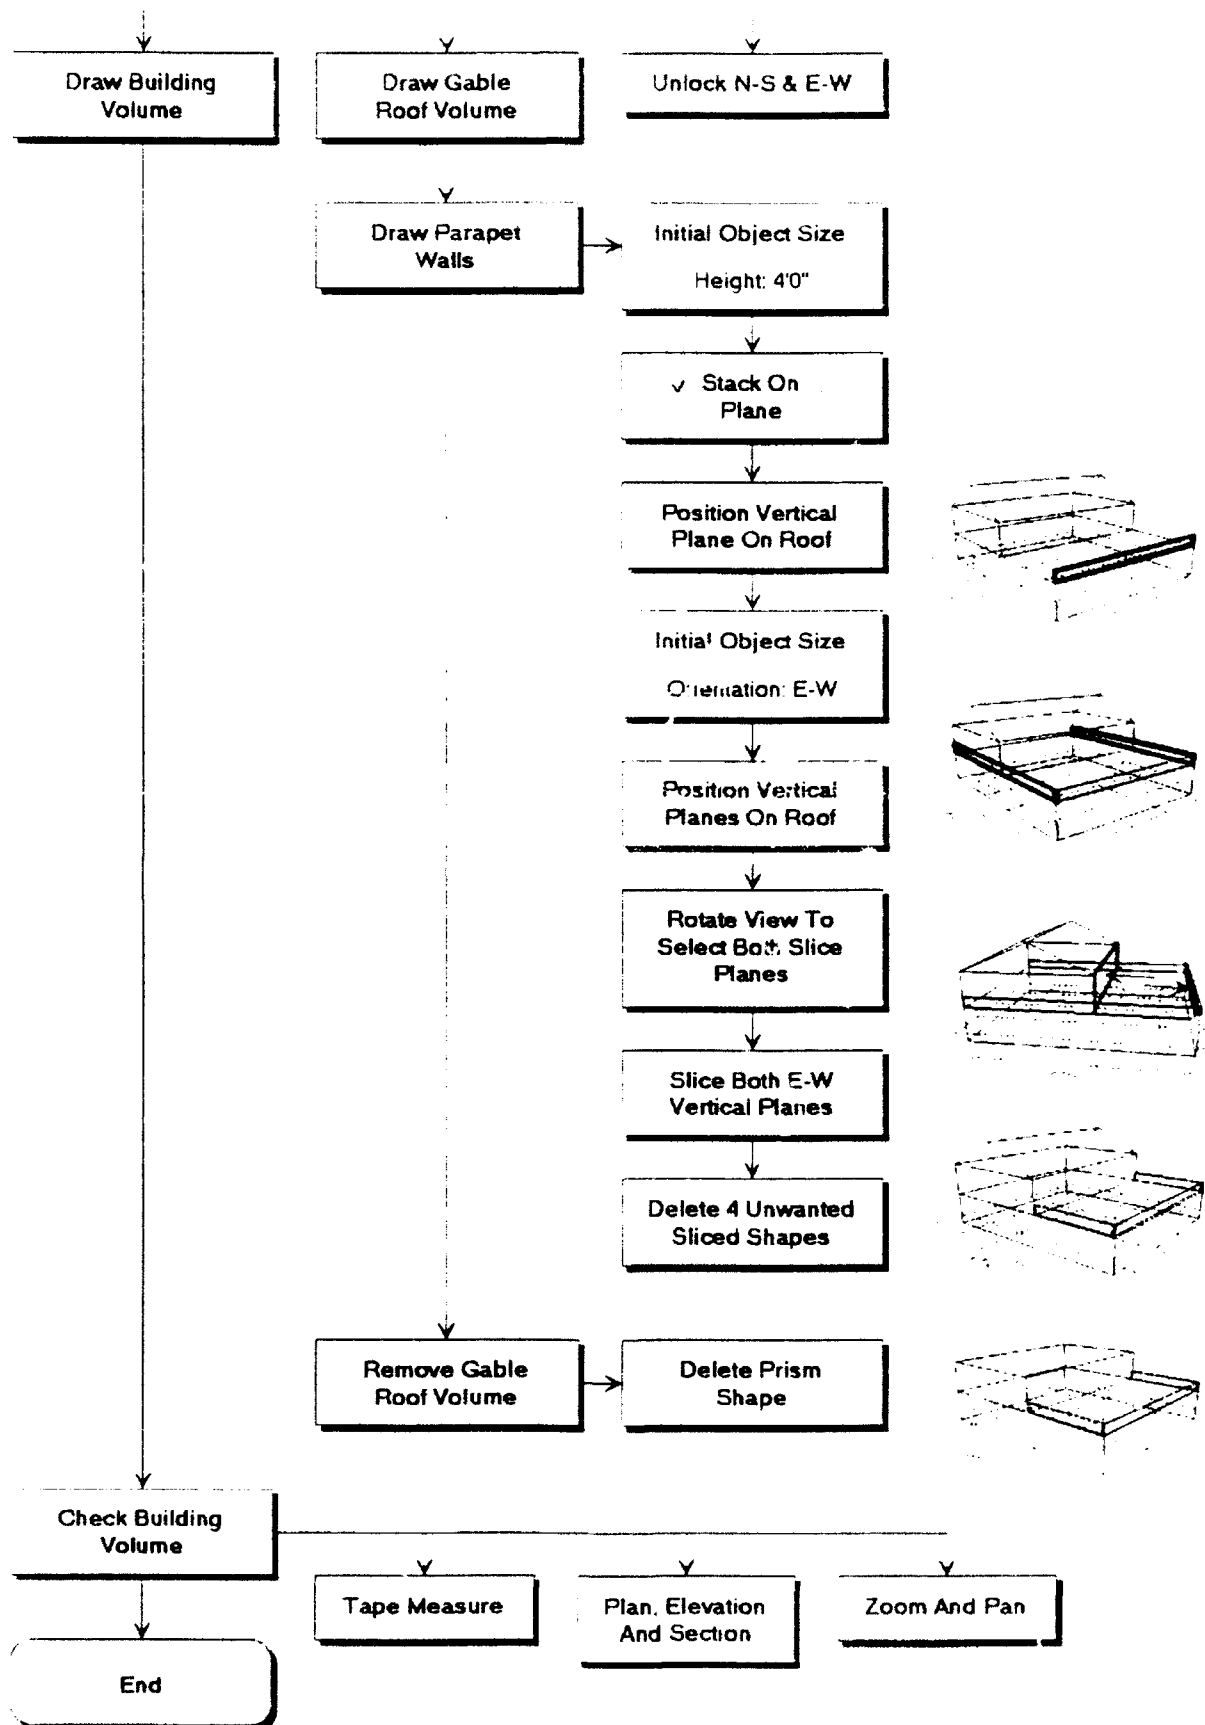 Draw Building
Volume
Draw Gable
Roof Volume
Unlock N-S & E-W
Draw Parapet
Walls
Initial Object Size
Height: 4'0"
✓ Stack On
Plane
Position Vertical
Plane On Roof
Initial Object Size
Orientation: E-W
Position Vertical
Planes On Roof
Rotate View To
Select Both Slice
Planes
Slice Both E-W
Vertical Planes
Delete 4 Unwanted
Sliced Shapes
Remove Gable
Roof Volume
Delete Prism
Shape
Check Building
Volume
Tape Measure
Plan, Elevation
And Section
Zoom And Pan
End